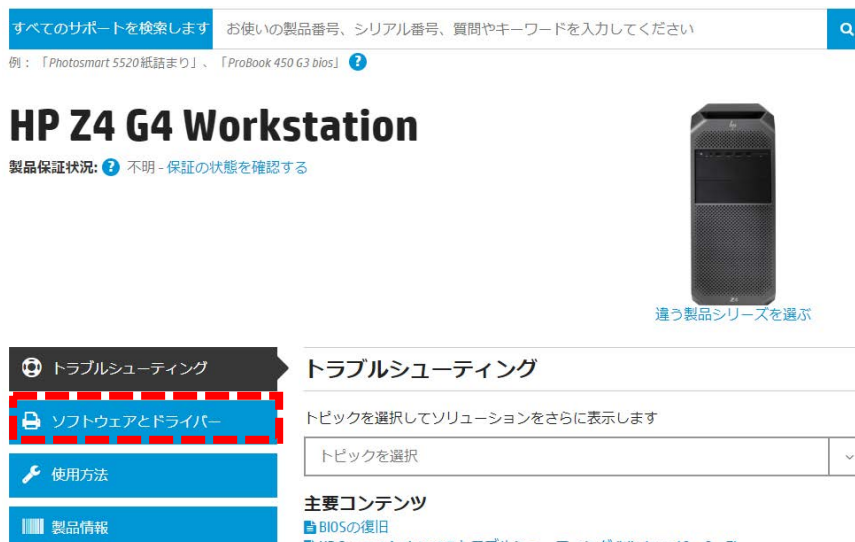 すべてのサポートを検索します お使いの製品番号、シリアル番号、質問やキーワードを入力してください
例：「Photosmart 5520 紙詰まり」、「ProBook 450 G3 bios」 ?
HP Z4 G4 Workstation
製品保証状況: ? 不明 - 保証の状態を確認する
違う製品シリーズを選ぶ
トラブルシューティング
ソフトウェアとドライバー
使用方法
製品情報
トラブルシューティング
トピックを選択してソリューションをさらに表示します
トピックを選択
主要コンテンツ
BIOSの復旧